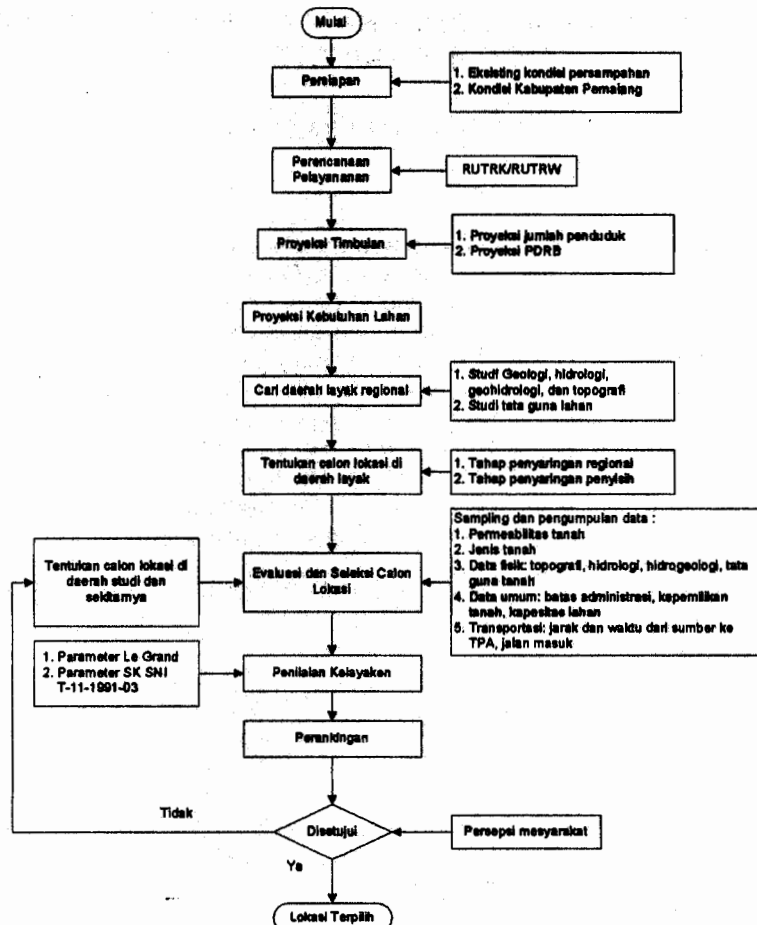 Mulai
Persiapan
1. Eksisting kondisi persampahan
2. Kondisi Kabupaten Pemalang
Perencanaan
Pelayananan
RUTRK/RUTRW
Proyeksi Timbulan
1. Proyeksi jumlah penduduk
2. Proyeksi PDRB
Proyeksi Kebutuhan Lahan
Cari daerah layak regional
1. Studi Geologi, hidrologi,
geohidrologi, dan topografi
2. Studi tata guna lahan
Tentukan calon lokasi di
daerah layak
1. Tahap penyaringan regional
2. Tahap penyaringan penyisih
Sampling dan pengumpulan data :
1. Permeabilitas tanah
2. Jenis tanah
3. Data fisik: topografi, hidrologi, hidrogeologi, tata
guna tanah
4. Data umum: batas administrasi, kepemilikan
tanah, kapasitas lahan
5. Transportasi: jarak dan waktu dari sumber ke
TPA, jalan masuk
Tentukan calon lokasi di
daerah studi dan
sekitarnya
Evaluasi dan Seleksi Calon
Lokasi
1. Parameter Le Grand
2. Parameter SK SNI
T-11-1991-03
Penilaian Kelayakan
Perankingan
Tidak
Disetujui
Persepsi masyarakat
Ya
Lokasi Terpilih